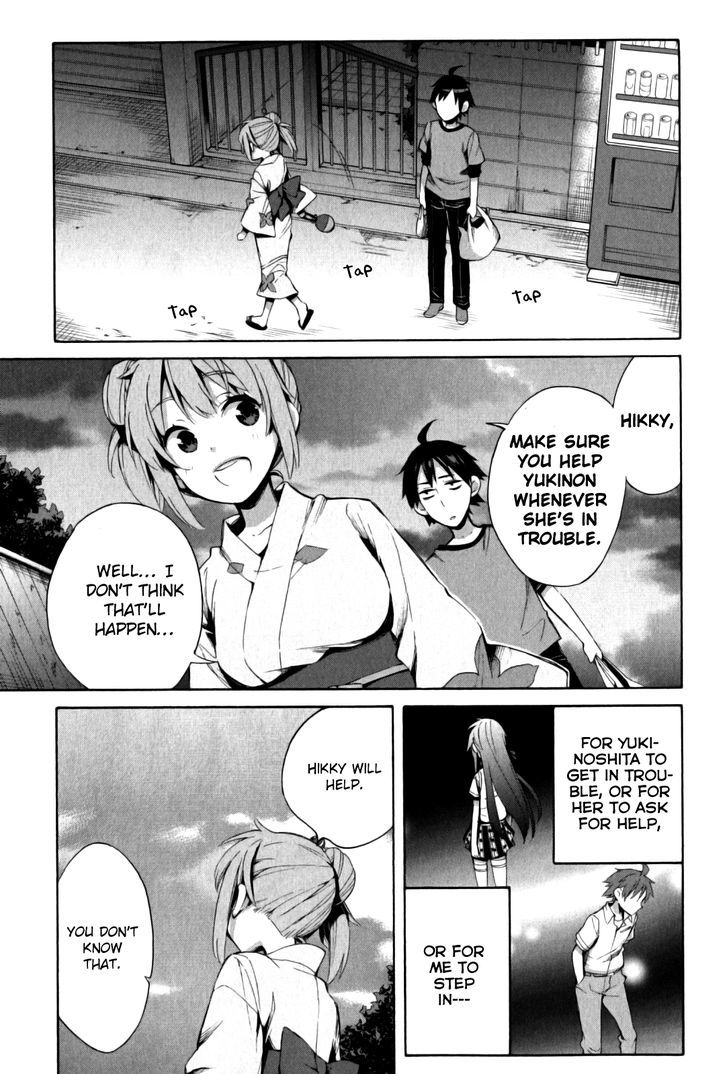 TAP
TAP
TAP
HIKKY,
MAKE SURE
YOU HELP
YUKINON
WHENEVER
SHE'S IN
TROUBLE.
WELL... I
DON'T THINK
THAT'LL
HAPPEN...
FOR YUKI-
NOSHITA TO
GET IN TROU-
BLE, OR FOR
HER TO ASK
FOR HELP,
OR FOR
ME TO
STEP
IN---
HIKKY WILL
HELP.
YOU DON'T
KNOW
THAT.